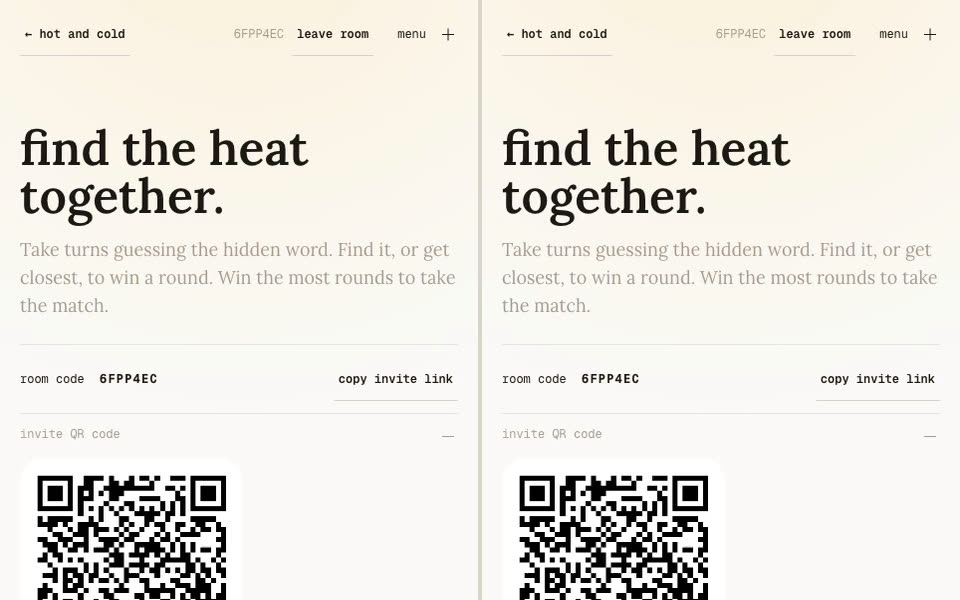 ← hot and cold 6FPP4EC leave room menu +
find the heat
together.
Take turns guessing the hidden word. Find it, or get
closest, to win a round. Win the most rounds to take
the match.
room code 6FPP4EC copy invite link
invite QR code —
← hot and cold 6FPP4EC leave room menu +
find the heat
together.
Take turns guessing the hidden word. Find it, or get
closest, to win a round. Win the most rounds to take
the match.
room code 6FPP4EC copy invite link
invite QR code —